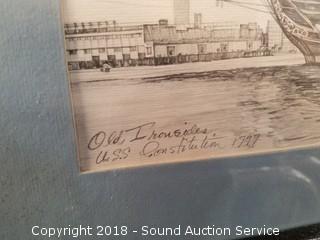 Old Ironsides.
USS Constitution 1797
Copyright 2018 - Sound Auction Service